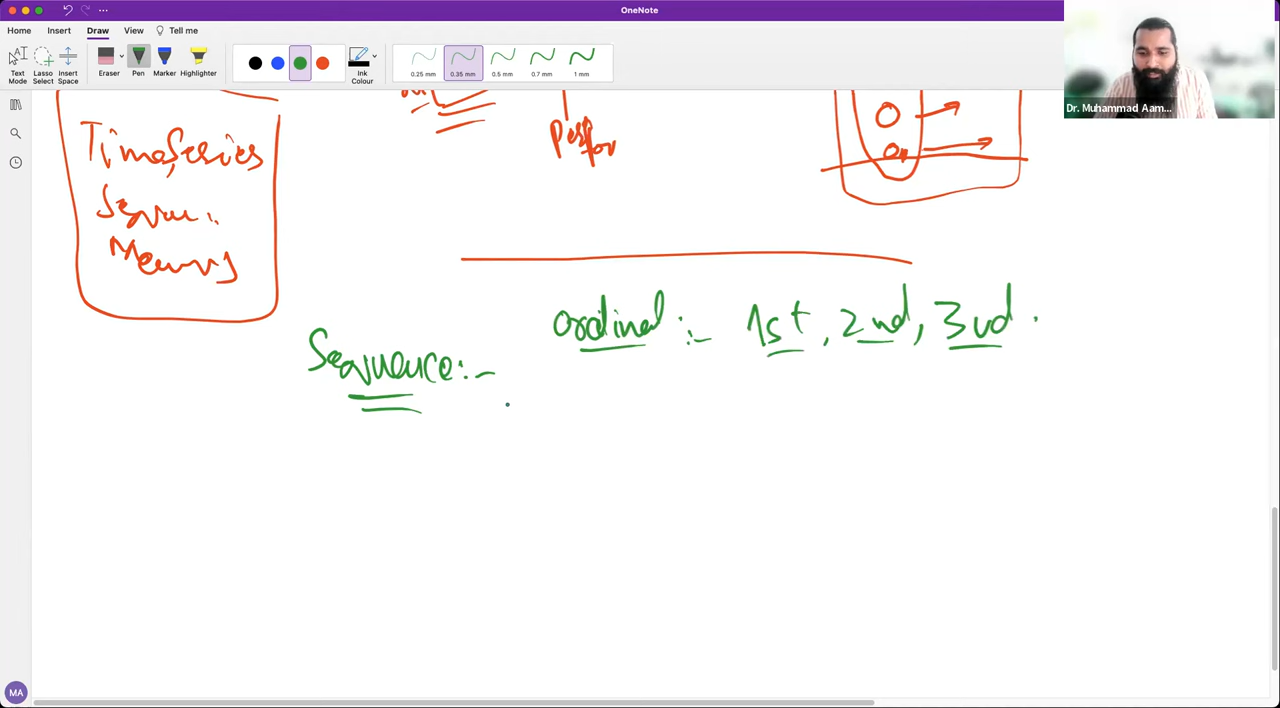 OneNote
Home Insert Draw View Tell me
Text Mode
Lasso Select
Insert Space
Eraser
Pen
Marker
Highlighter
Ink Colour
0.25 mm
0.35 mm
0.5 mm
0.7 mm
1 mm
Dr. Muhammad Aam...
TimeSeries
Memory
ordinal:- 1st, 2nd, 3rd.
Sequence:-
MA